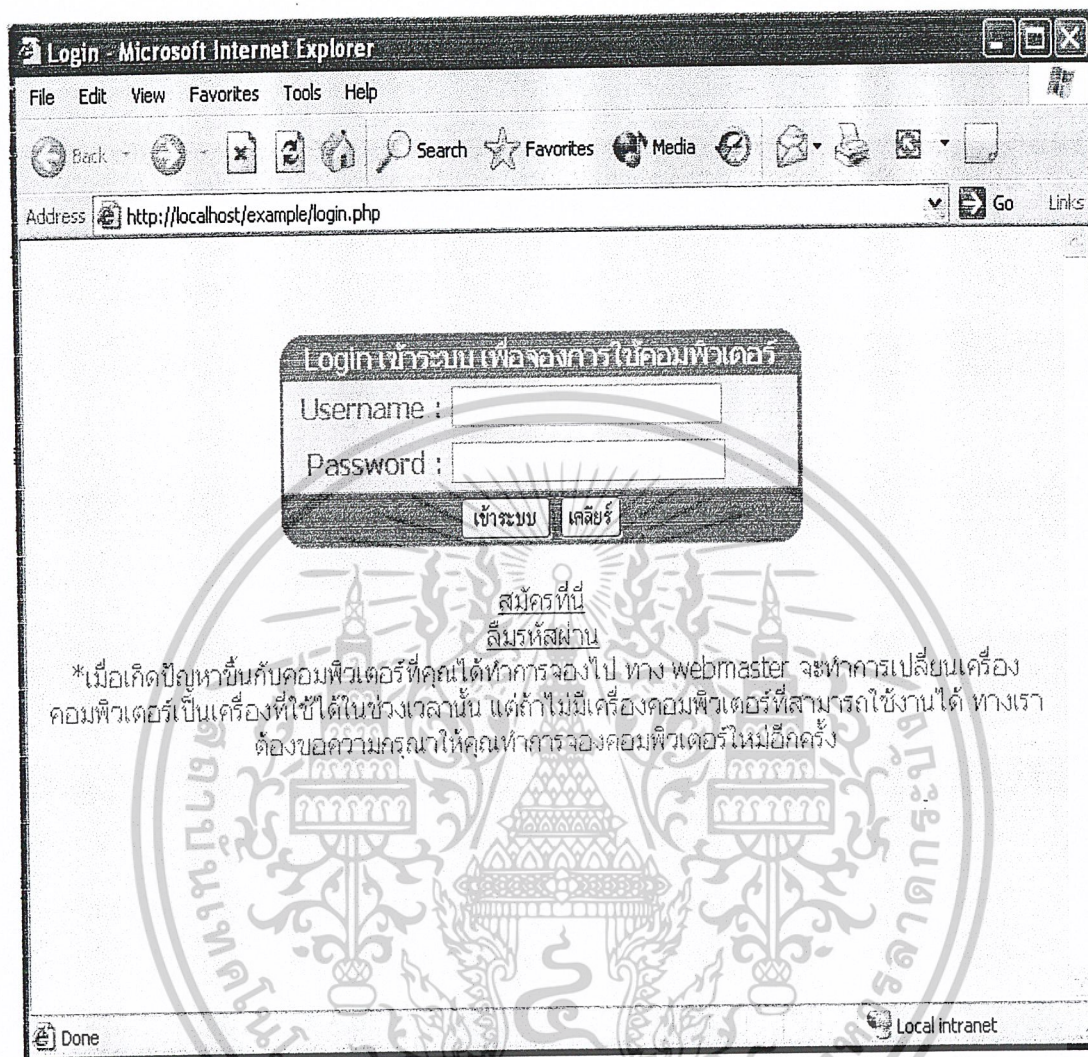 Login - Microsoft Internet Explorer
File Edit View Favorites Tools Help
Back Search Favorites Media
Address http://localhost/example/login.php Go Links
Login เข้าระบบ เพื่อจองการใช้คอมพิวเตอร์
Username :
Password :
เข้าระบบ เคลียร์
สมัครที่นี่
ลืมรหัสผ่าน
*เมื่อเกิดปัญหาขึ้นกับคอมพิวเตอร์ที่คุณได้ทำการจองไป ทาง webmaster จะทำการเปลี่ยนเครื่อง
คอมพิวเตอร์เป็นเครื่องที่ใช้ได้ในช่วงเวลานั้น แต่ถ้าไม่มีเครื่องคอมพิวเตอร์ที่สามารถใช้งานได้ ทางเรา
ต้องขอความกรุณาให้คุณทำการจองคอมพิวเตอร์ใหม่อีกครั้ง
Done Local intranet